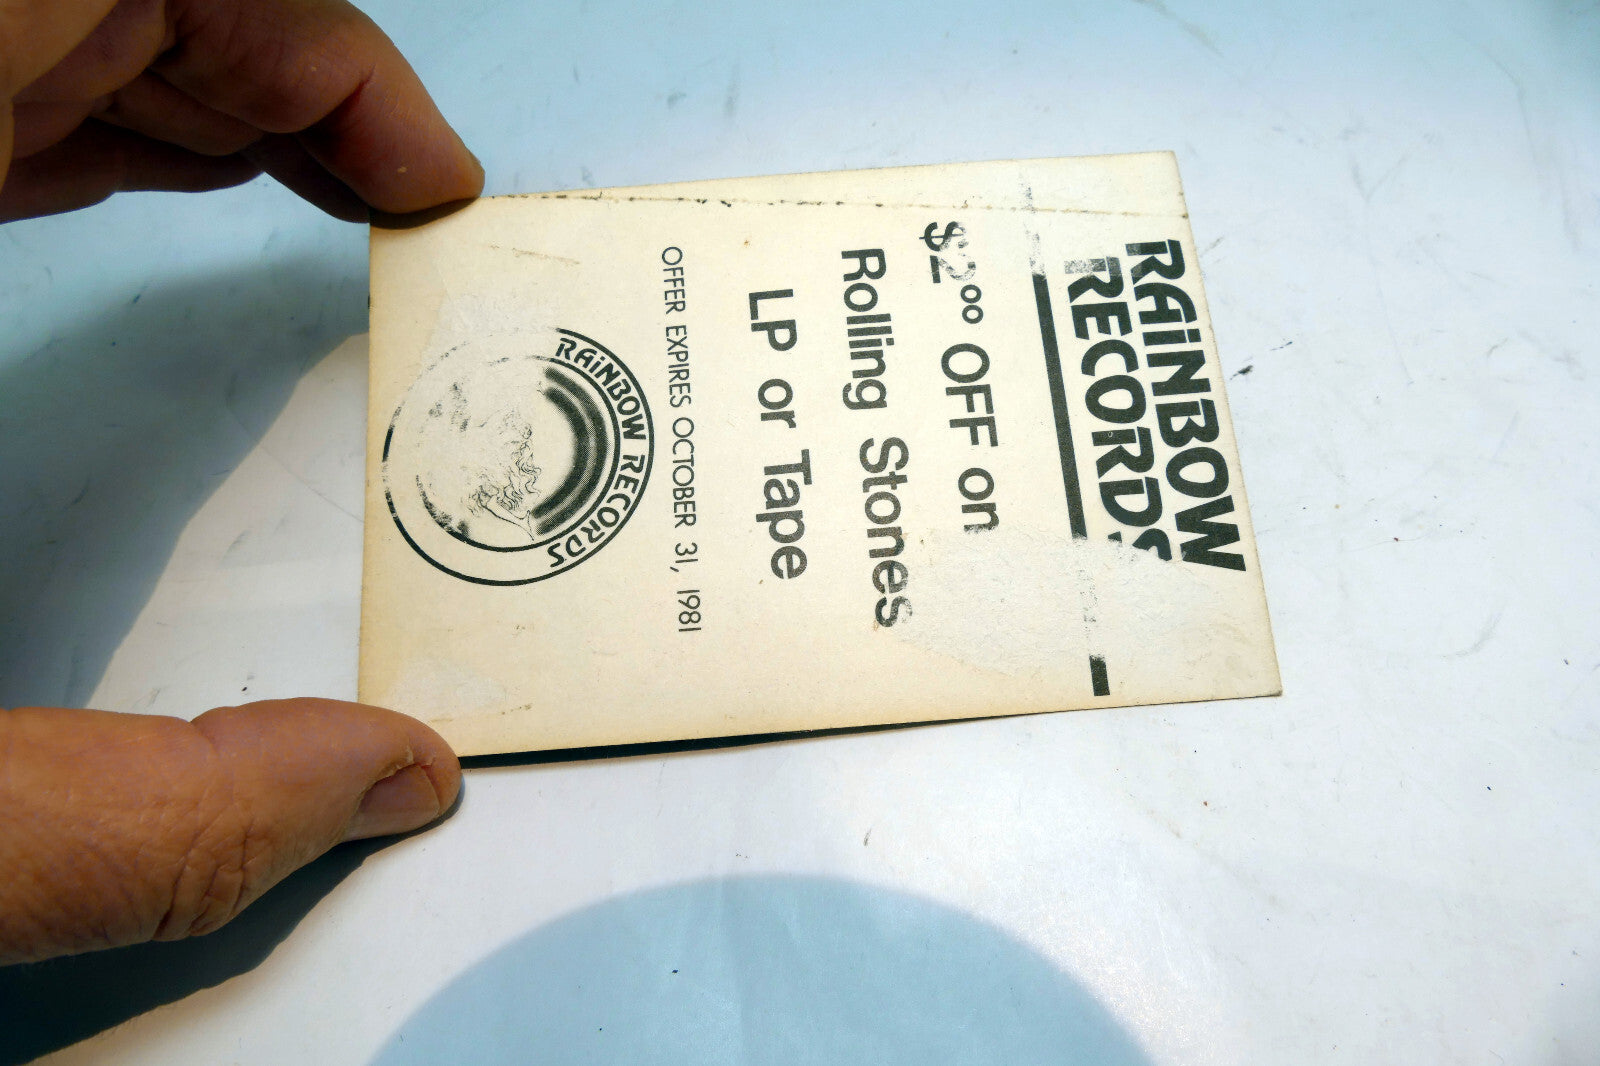 RAINBOW
RECORDS
$2.00 OFF on
Rolling Stones
LP or Tape
OFFER EXPIRES OCTOBER 31, 1981
RAINBOW RECORDS